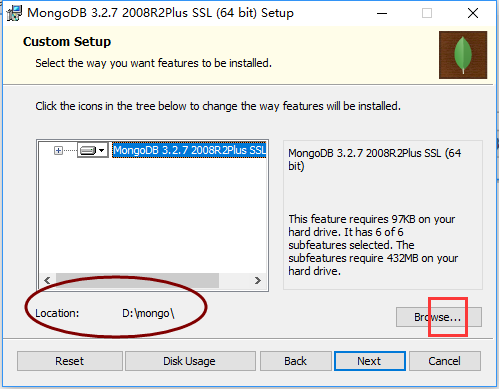 MongoDB 3.2.7 2008R2Plus SSL (64 bit) Setup
Custom Setup
Select the way you want features to be installed.
Click the icons in the tree below to change the way features will be installed.
MongoDB 3.2.7 2008R2Plus SSL
MongoDB 3.2.7 2008R2Plus SSL (64
bit)
This feature requires 97KB on your
hard drive. It has 6 of 6
subfeatures selected. The
subfeatures require 432MB on your
hard drive.
Location: D:\mongo\
Browse...
Reset Disk Usage Back Next Cancel